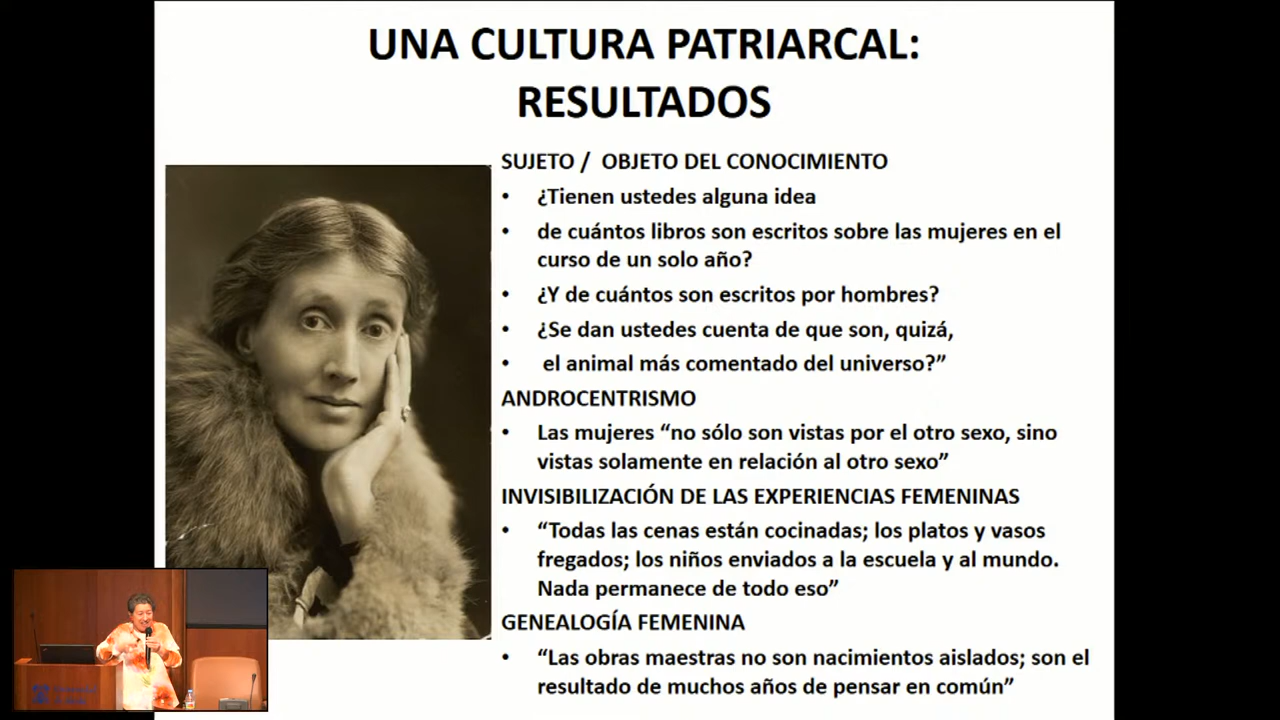 UNA CULTURA PATRIARCAL:
RESULTADOS
SUJETO / OBJETO DEL CONOCIMIENTO
• ¿Tienen ustedes alguna idea
• de cuántos libros son escritos sobre las mujeres en el
curso de un solo año?
• ¿Y de cuántos son escritos por hombres?
• ¿Se dan ustedes cuenta de que son, quizá,
• el animal más comentado del universo?”
ANDROCENTRISMO
• Las mujeres “no sólo son vistas por el otro sexo, sino
vistas solamente en relación al otro sexo”
INVISIBILIZACIÓN DE LAS EXPERIENCIAS FEMENINAS
• “Todas las cenas están cocinadas; los platos y vasos
fregados; los niños enviados a la escuela y al mundo.
Nada permanece de todo eso”
GENEALOGÍA FEMENINA
• “Las obras maestras no son nacimientos aislados; son el
resultado de muchos años de pensar en común”